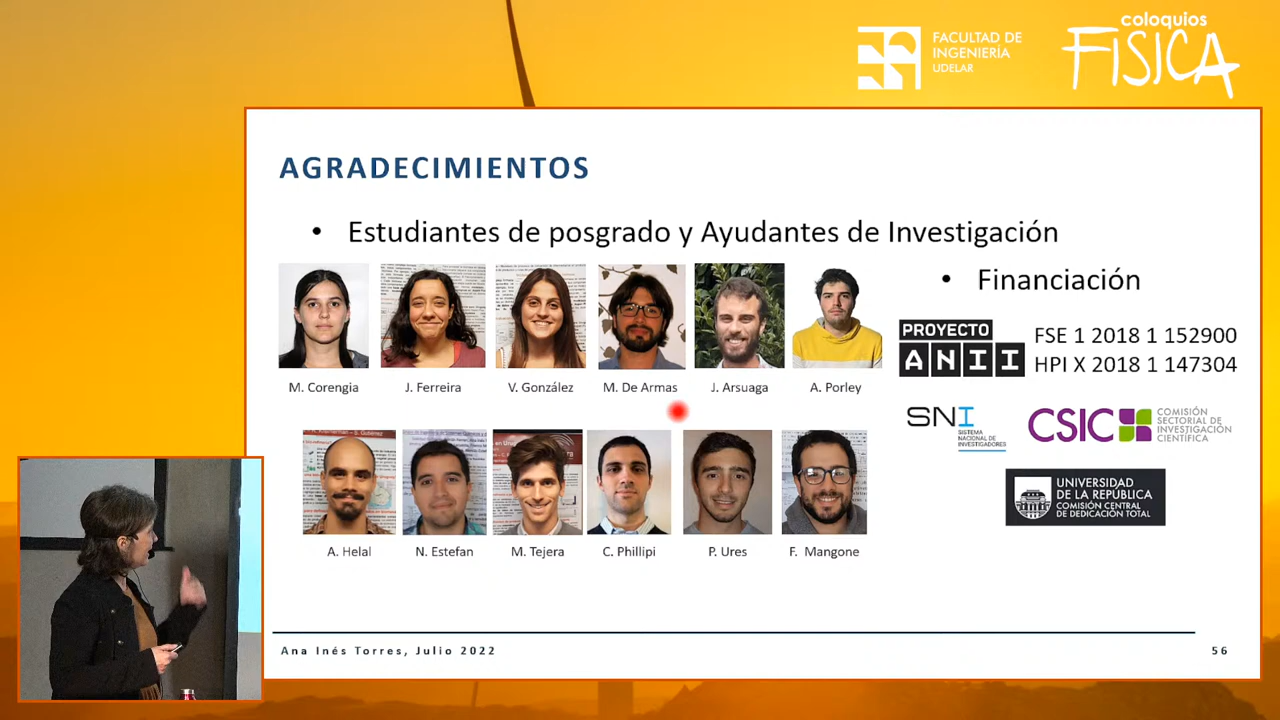 FACULTAD DE
INGENIERÍA
UDELAR
coloquios
FISICA
AGRADECIMIENTOS
• Estudiantes de posgrado y Ayudantes de Investigación
• Financiación
PROYECTO
ANII
FSE 1 2018 1 152900
HPI X 2018 1 147304
SNI
SISTEMA
NACIONAL DE
INVESTIGADORES
CSIC
COMISIÓN
SECTORIAL DE
INVESTIGACIÓN
CIENTÍFICA
UNIVERSIDAD
DE LA REPÚBLICA
COMISIÓN CENTRAL
DE DEDICACIÓN TOTAL
M. Corengia J. Ferreira V. González M. De Armas J. Arsuaga A. Porley
A. Helal N. Estefan M. Tejera C. Phillipi P. Ures F. Mangone
Ana Inés Torres, Julio 2022
56